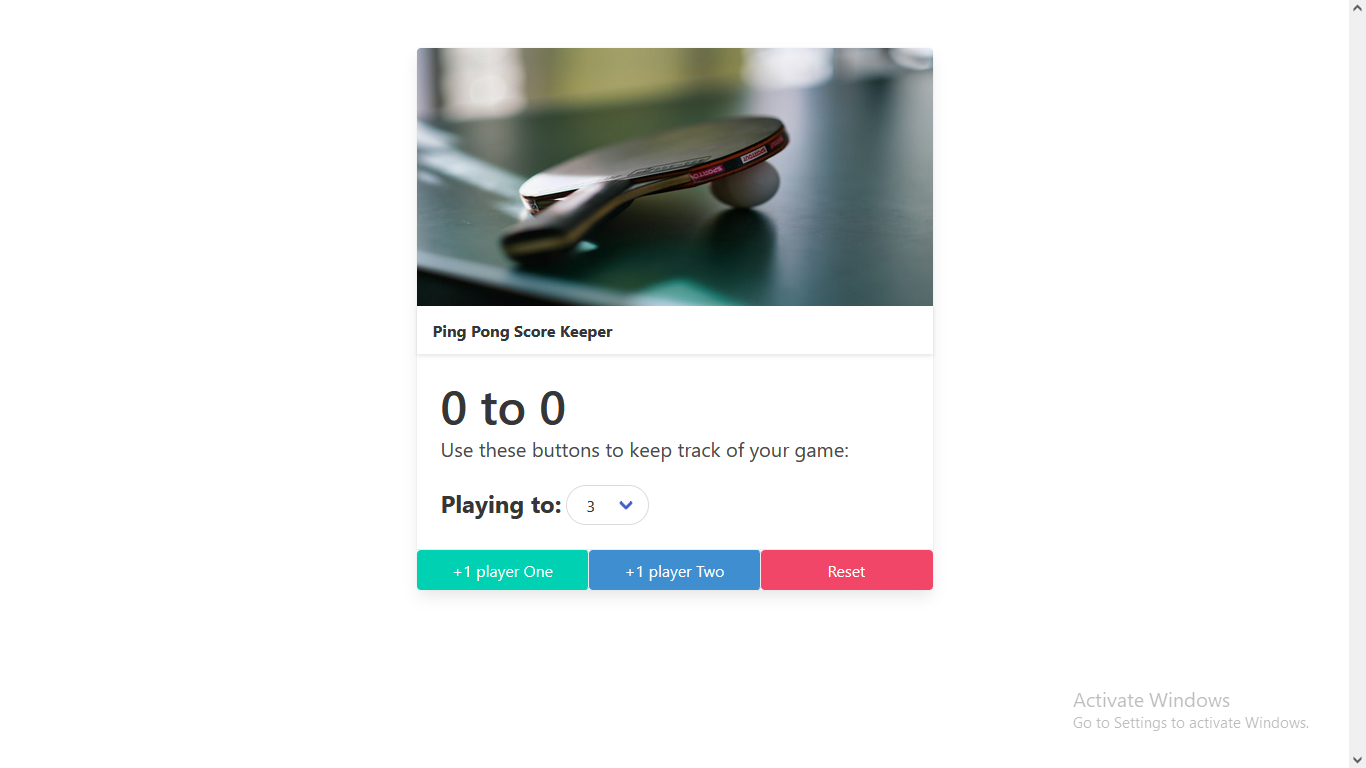 Ping Pong Score Keeper
0 to 0
Use these buttons to keep track of your game:
Playing to: 3
+1 player One
+1 player Two
Reset
Activate Windows
Go to Settings to activate Windows.